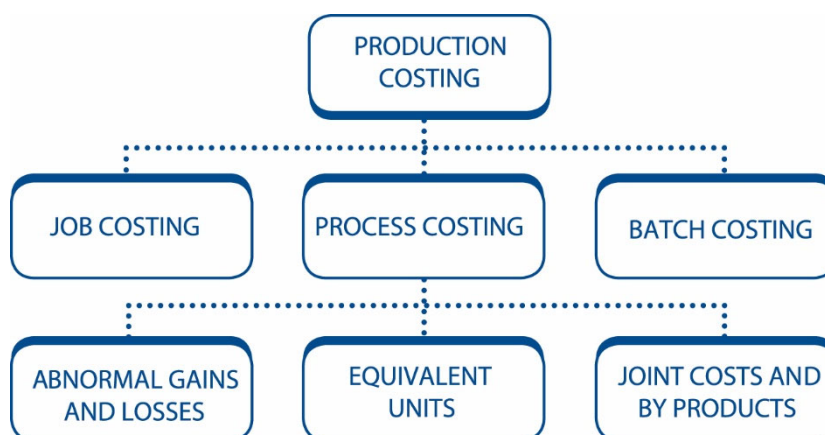 PRODUCTION
COSTING
JOB COSTING
PROCESS COSTING
BATCH COSTING
ABNORMAL GAINS
AND LOSSES
EQUIVALENT
UNITS
JOINT COSTS AND
BY PRODUCTS